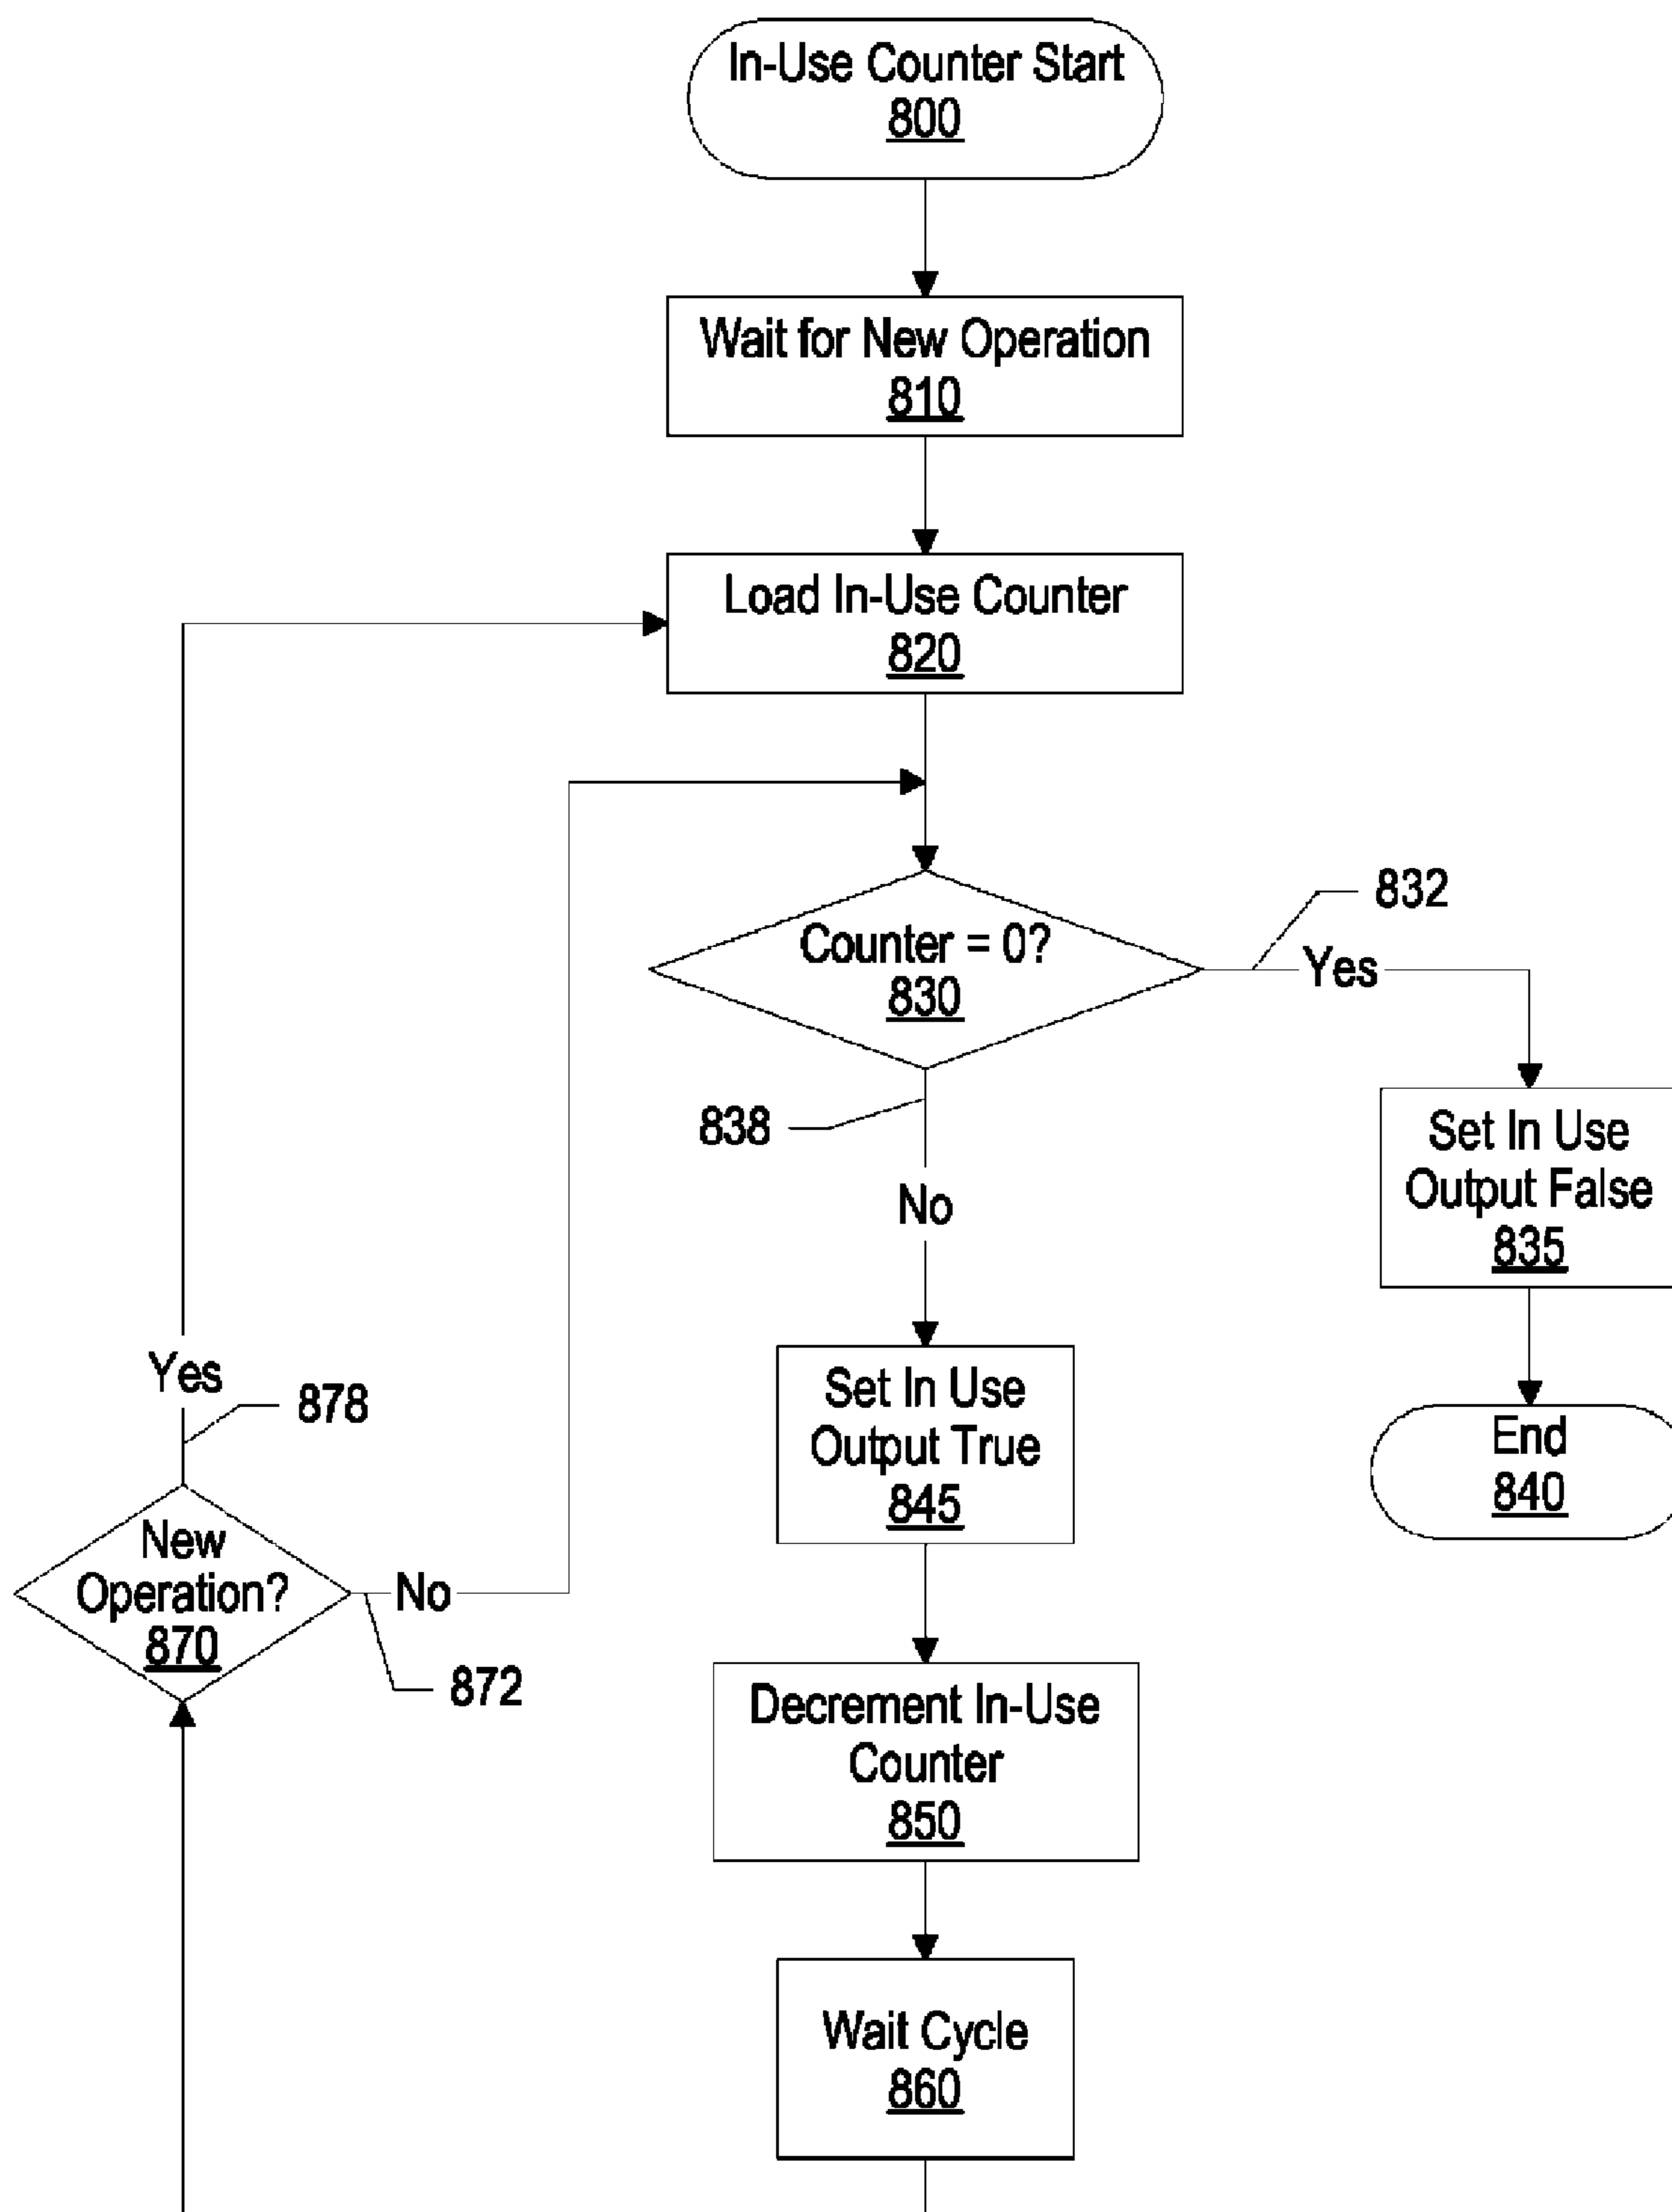 In-Use Counter Start
800
Wait for New Operation
810
Load In-Use Counter
820
Counter = 0?
830
832
Yes
838
No
Set In Use
Output False
835
End
840
Set In Use
Output True
845
Yes
878
New
Operation?
870
No
872
Decrement In-Use
Counter
850
Wait Cycle
860